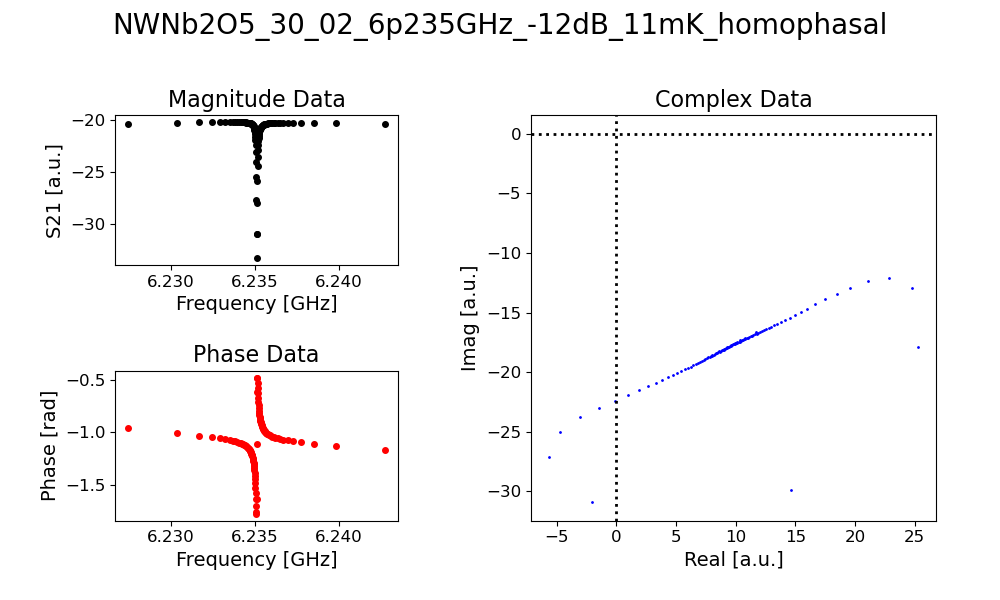 NWNb2O5_30_02_6p235GHz_-12dB_11mK_homophasal
Magnitude Data
S21 [a.u.]
−20
−25
−30
6.230 6.235 6.240
Frequency [GHz]
Phase Data
Phase [rad]
−0.5
−1.0
−1.5
6.230 6.235 6.240
Frequency [GHz]
Complex Data
Imag [a.u.]
0
−5
−10
−15
−20
−25
−30
−5 0 5 10 15 20 25
Real [a.u.]